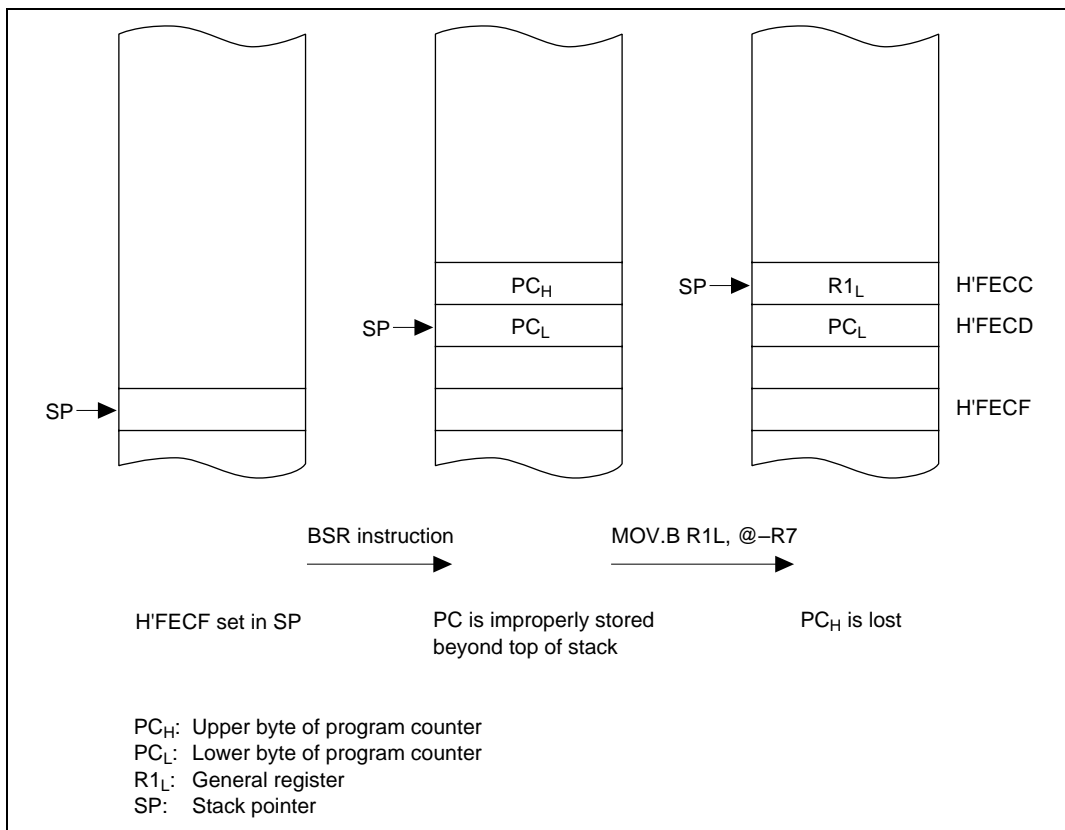 PCH
SP
R1L
H'FECC
SP
PCL
PCL
H'FECD
SP
H'FECF
BSR instruction
MOV.B R1L, @–R7
H'FECF set in SP
PC is improperly stored
beyond top of stack
PCH is lost
PCH: Upper byte of program counter
PCL: Lower byte of program counter
R1L: General register
SP: Stack pointer